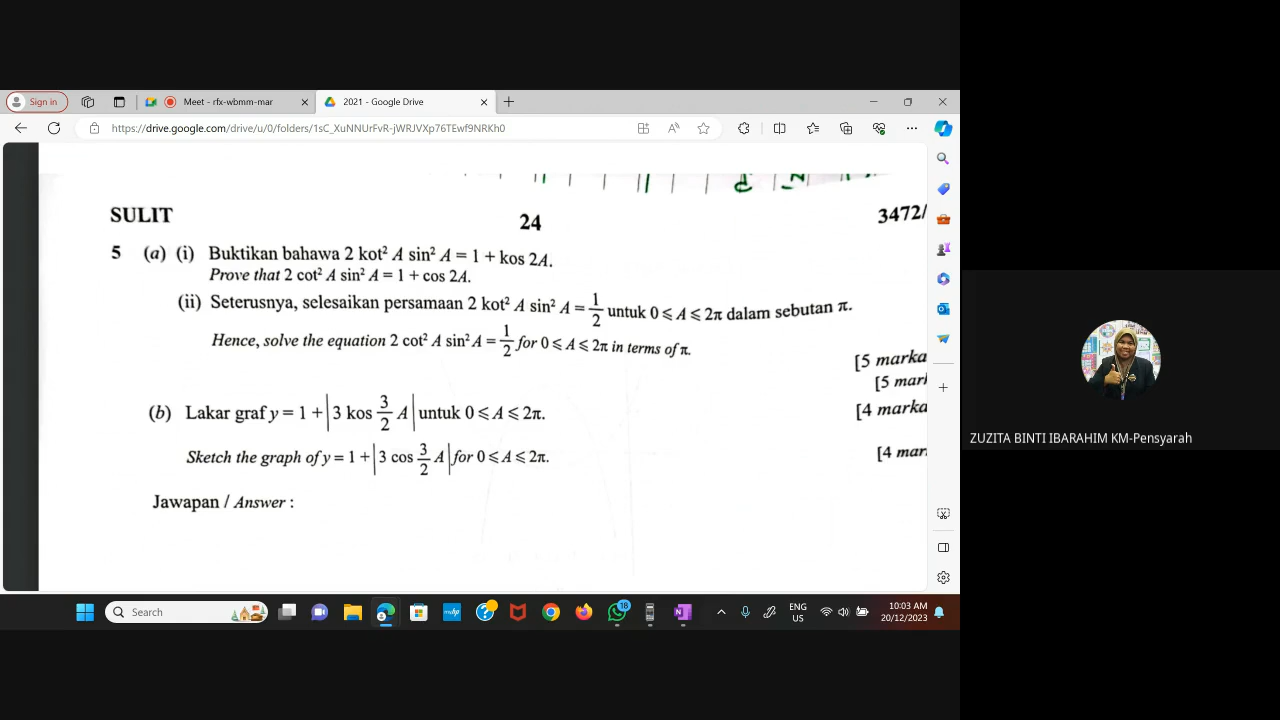 Sign in
Meet - rfx-wbmm-mar
2021 - Google Drive
https://drive.google.com/drive/u/0/folders/1sC_XuNNUrFvR-jWRJVXp76TEwf9NRKh0
SULIT 24 3472/
5 (a) (i) Buktikan bahawa 2 kot² A sin² A = 1 + kos 2A.
Prove that 2 cot² A sin² A = 1 + cos 2A.
(ii) Seterusnya, selesaikan persamaan 2 kot² A sin² A = 1/2 untuk 0 ⩽ A ⩽ 2π dalam sebutan π.
Hence, solve the equation 2 cot² A sin² A = 1/2 for 0 ⩽ A ⩽ 2π in terms of π.
[5 marka
[5 mar
(b) Lakar graf y = 1 + |3 kos 3/2 A| untuk 0 ⩽ A ⩽ 2π.
[4 marka
Sketch the graph of y = 1 + |3 cos 3/2 A| for 0 ⩽ A ⩽ 2π.
[4 mar
Jawapan / Answer :
ZUZITA BINTI IBARAHIM KM-Pensyarah
Search
18
ENG
US
10:03 AM
20/12/2023